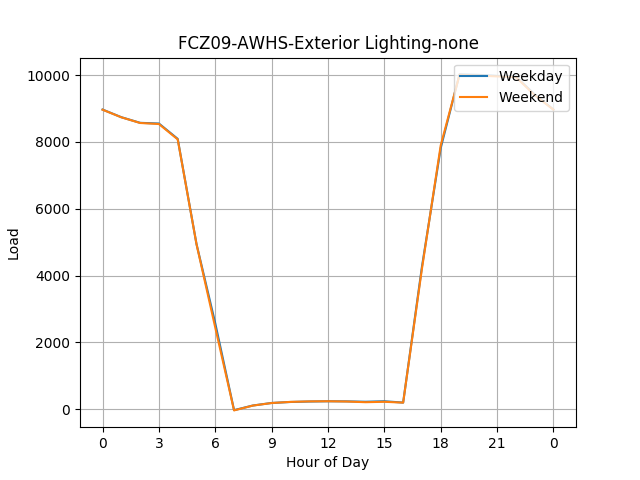 FCZ09-AWHS-Exterior Lighting-none
10000
8000
6000
4000
2000
0
Load
Weekday
Weekend
0 3 6 9 12 15 18 21 0
Hour of Day